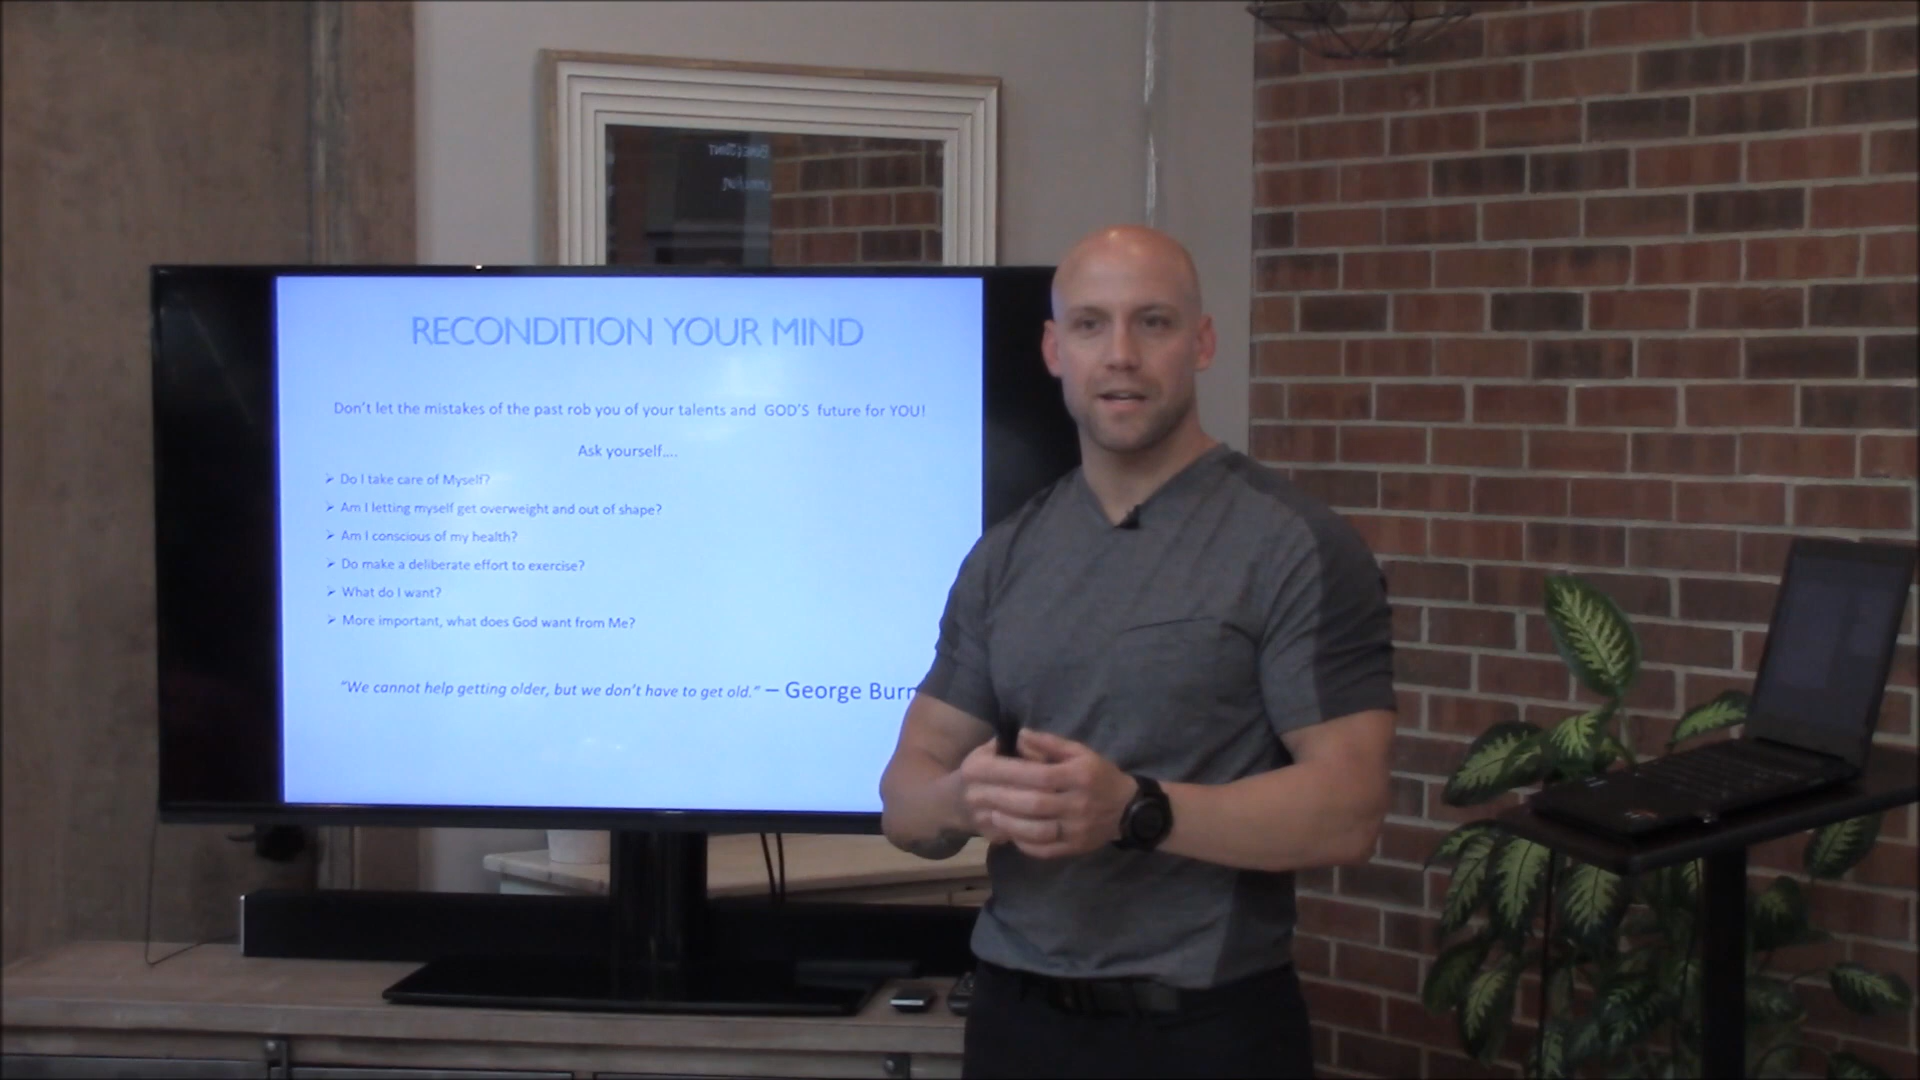 RECONDITION YOUR MIND
Don't let the mistakes of the past rob you of your talents and GOD'S future for YOU!
Ask yourself....
➢ Do I take care of Myself?
➢ Am I letting myself get overweight and out of shape?
➢ Am I conscious of my health?
➢ Do make a deliberate effort to exercise?
➢ What do I want?
➢ More important, what does God want from Me?
"We cannot help getting older, but we don't have to get old." – George Burn